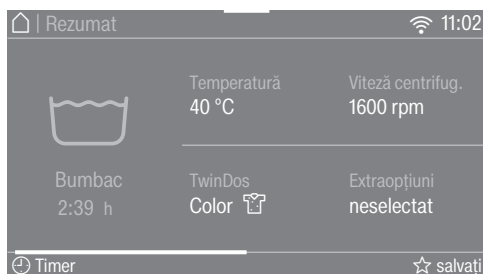 | Rezumat
11:02
Temperatură
40 °C
Viteză centrifug.
1600 rpm
Bumbac
2:39 h
TwinDos
Color
Extraopțiuni
neselectat
Timer
salvați